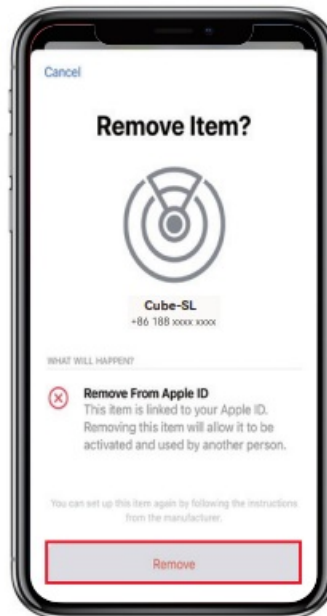 Cancel
Remove Item?
Cube-SL
+86 188 xxxx xxxx
WHAT WILL HAPPEN?
Remove From Apple ID
This item is linked to your Apple ID.
Removing this item will allow it to be
activated and used by another person.
You can set up this item again by following the instructions
from the manufacturer.
Remove